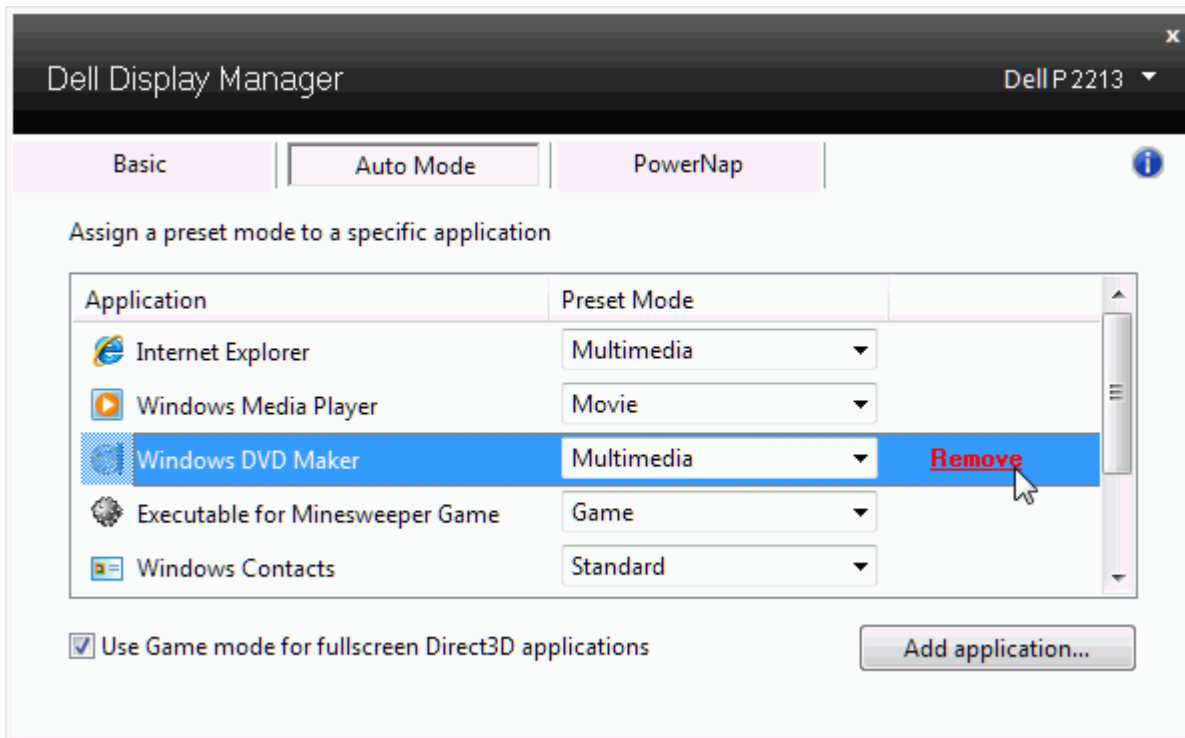 x
Dell Display Manager
Dell P2213
Basic
Auto Mode
PowerNap
Assign a preset mode to a specific application
Application Preset Mode
Internet Explorer Multimedia
Windows Media Player Movie
Windows DVD Maker Multimedia Remove
Executable for Minesweeper Game Game
Windows Contacts Standard
Use Game mode for fullscreen Direct3D applications
Add application...